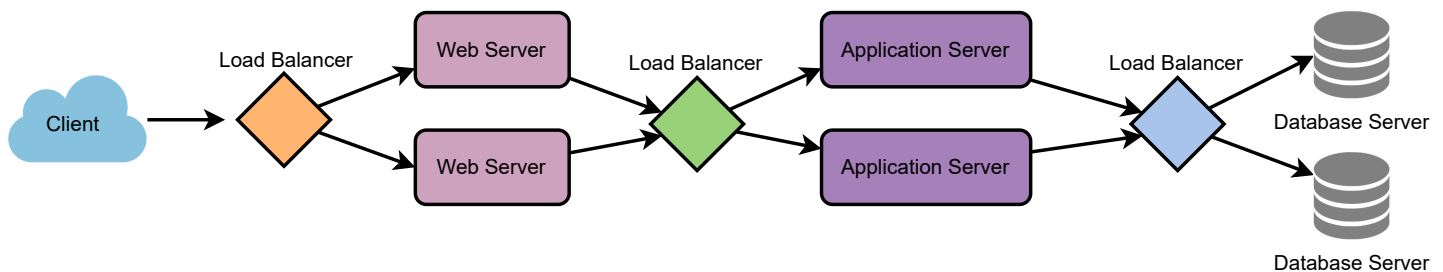 Client
Load Balancer
Web Server
Web Server
Load Balancer
Application Server
Application Server
Load Balancer
Database Server
Database Server